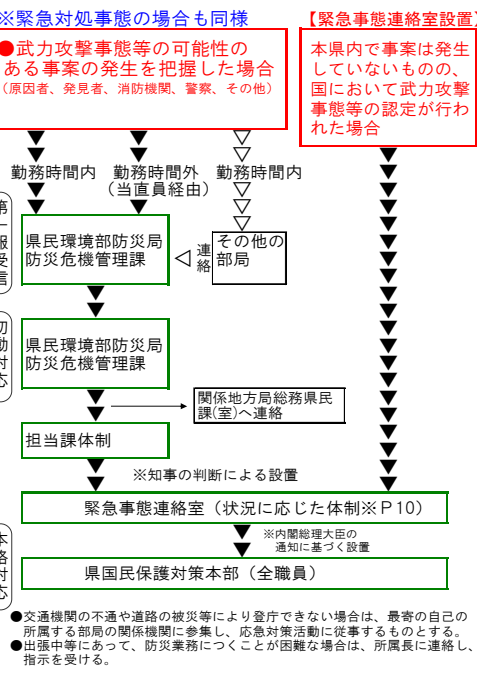 ※緊急対処事態の場合も同様
【緊急事態連絡室設置】
●武力攻撃事態等の可能性の
ある事案の発生を把握した場合
（原因者、発見者、消防機関、警察、その他）
本県内で事案は発生
していないものの、
国において武力攻撃
事態等の認定が行わ
れた場合
勤務時間内
勤務時間外
（当直員経由）
勤務時間内
第一報受信
県民環境部防災局
防災危機管理課
連絡
その他の
部局
初動対応
県民環境部防災局
防災危機管理課
関係地方局総務県民
課(室)へ連絡
担当課体制
※知事の判断による設置
緊急事態連絡室（状況に応じた体制※Ｐ10）
※内閣総理大臣の
通知に基づく設置
本格対応
県国民保護対策本部（全職員）
●交通機関の不通や道路の被災等により登庁できない場合は、最寄の自己の
所属する部局の関係機関に参集し、応急対策活動に従事するものとする。
●出張中等にあって、防災業務につくことが困難な場合は、所属長に連絡し、
指示を受ける。